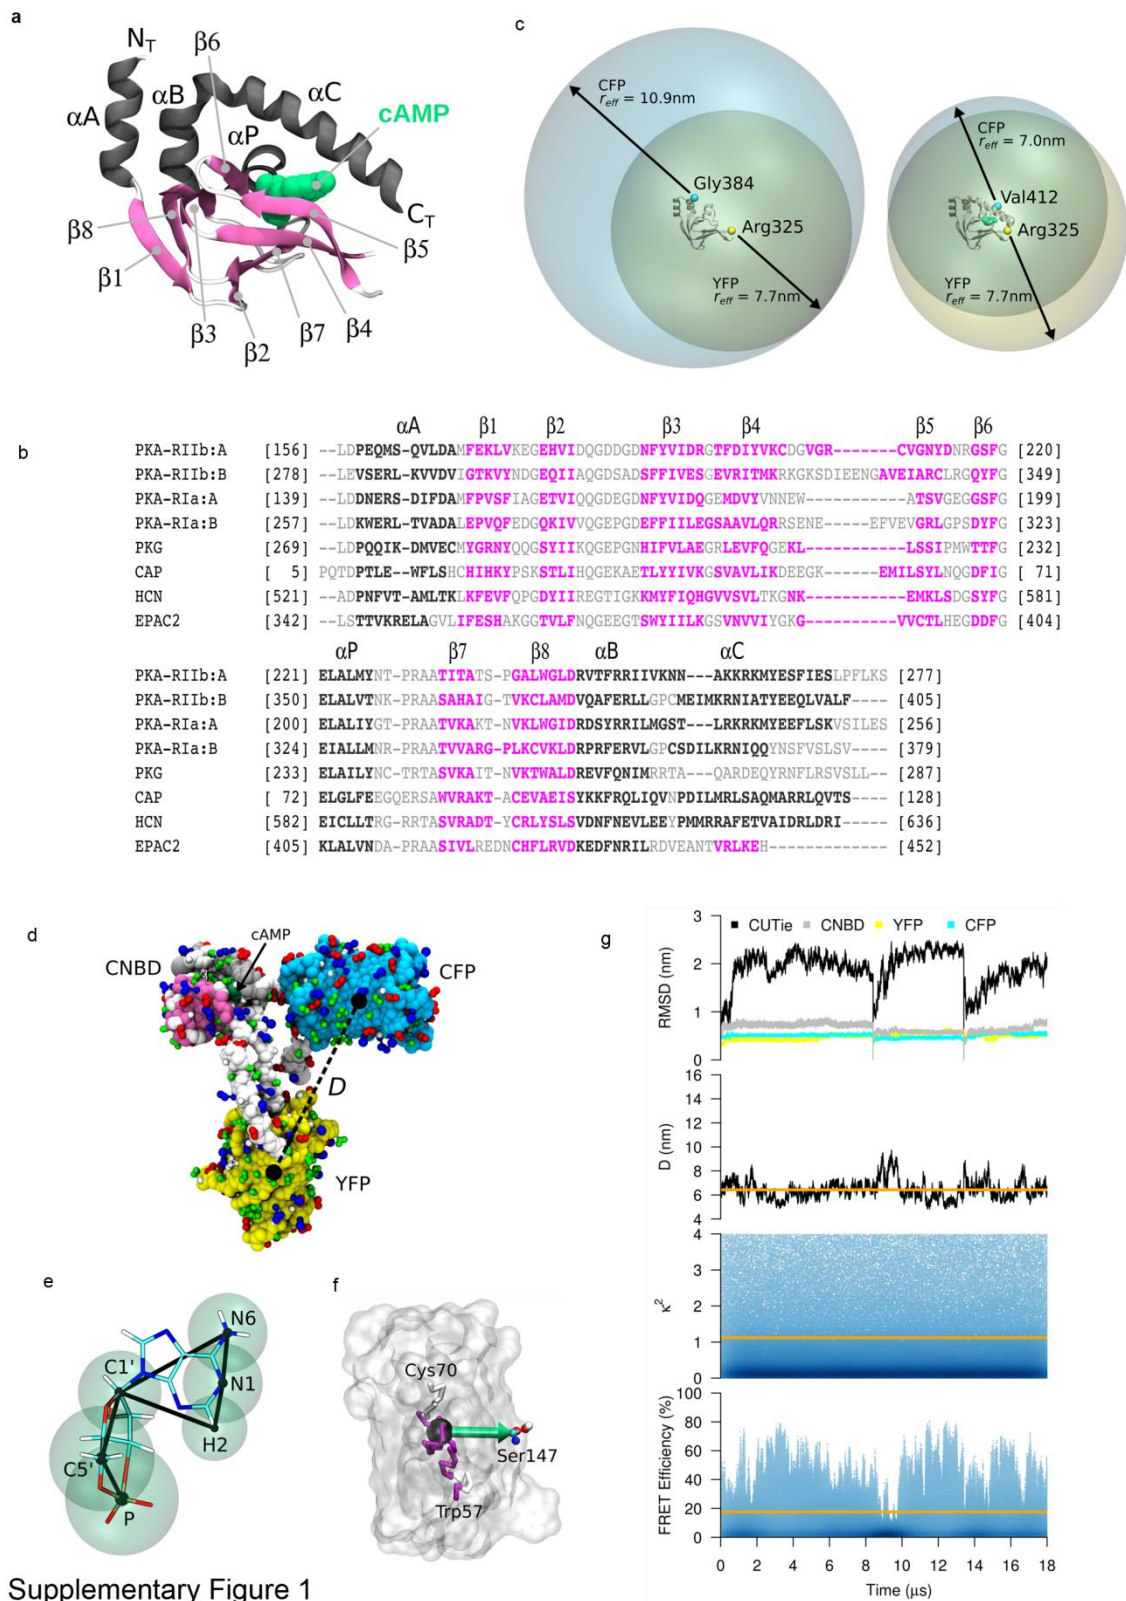 a
N_T
β6
αA
αB
αC
αP
cAMP
C_T
β8
β5
β1
β3
β2
β7
β4
c
CFP
r_eff = 10.9nm
Gly384
Arg325
YFP
r_eff = 7.7nm
CFP
r_eff = 7.0nm
Val412
Arg325
YFP
r_eff = 7.7nm
b
αA β1 β2 β3 β4 β5 β6
PKA-RIIb:A [156] --LDPEQMS-QVLDAMFEKLVKEGEHVIDQGDDGDNFYVIDRGTFDIYVKCDGVGR-------CVGNYDNRGSFG [220]
PKA-RIIb:B [278] --LEVSERLKVVDVIGTKVYNDGEQIIAQGDSADSFFIVESGEVRITMKRKGKSDIEENGAVEIARCLRGQYFG [349]
PKA-RIa:A [139] --LDDNERSDIFDAMFPVSFIAGETVIQQGDEGDNFYVIDQGEMDVYVNNEW-----------ATSVGEGGSFG [199]
PKA-RIa:B [257] --LDKWERLTVADALEPVQFEDGQKIVVQGEPGDEFFIILEGSAAVLQRRSENE------EFVEVGRLGPSDYFG [323]
PKG [269] --LDPQQIK-DMVECMYGRNYQQGSYIIKQGEPGNHIFVLAEGRLEVFQGEKL-----------LSSIPMWTTFG [232]
CAP [ 5] PQTDPTLE--WFLSHCHIHKYPSKSTLIHQGEKAETLYYIVKGSVAVLIKDEEGK------EMILSYLNQGDFIG [ 71]
HCN [521] --ADPNFVT-AMLTKLKFEVFQPGDYIIREGTIGKKMYFIQHGVVSVLTKGNK-----------EMKLSDGSYFG [581]
EPAC2 [342] --LSTTVKRELAGVLIFESHAKGGTVLFNQGEEGTSWYIILKGSVNVVIYGKG-----------VVCTLHEGDDFG [404]
αP β7 β8 αB αC
PKA-RIIb:A [221] ELALMYNT-PRAATITATS-PGALWGLDRVTFRRIIVKNN--AKKRKMYESFIESLPFLKS [277]
PKA-RIIb:B [350] ELALVTNK-PRAASAHAIG-TVKCLAMDVQAFERLLGPCMEIMKRNIATYEEQLVALF---- [405]
PKA-RIa:A [200] ELALIYGT-PRAATVKAKT-NVKLWGIDRDSYRRILMGST---LRKRKMYEEFLSKVSILES [256]
PKA-RIa:B [324] EIALLMNR-PRAATVVARG-PLKCVKLDRPRFERVLGPCSDILKRNIQQYNSFVSLSV---- [379]
PKG [233] ELAILYNC-TRTASVKAIT-NVKTWALDREVFQNIMRRTA---QARDEQYRNFLRSVSLL-- [287]
CAP [ 72] ELGLFEEGQERSAWVRAKT-ACEVAEISYKKFRQLIQVNPDILMRLSAQMARRLQVTS---- [128]
HCN [582] EICLLTRG-RRTASVRADT-YCRLYSLSVDNFNEVLEEYPMMRRAFETVAIDRLDRI----- [636]
EPAC2 [405] KLALVNDA-PRAASIVLREDNCHFLRVDKEDFNRILRDVEANTVRLKEH------------ [452]
d
CNBD
cAMP
CFP
D
YFP
e
N6
C1'
N1
H2
C5'
P
f
Cys70
Ser147
Trp57
g
CUTie CNBD YFP CFP
RMSD (nm)
3
2
1
0
D (nm)
16
14
12
10
8
6
4
κ²
4
3
2
1
0
FRET Efficiency (%)
100
80
60
40
20
0
0 2 4 6 8 10 12 14 16 18
Time (μs)
Supplementary Figure 1